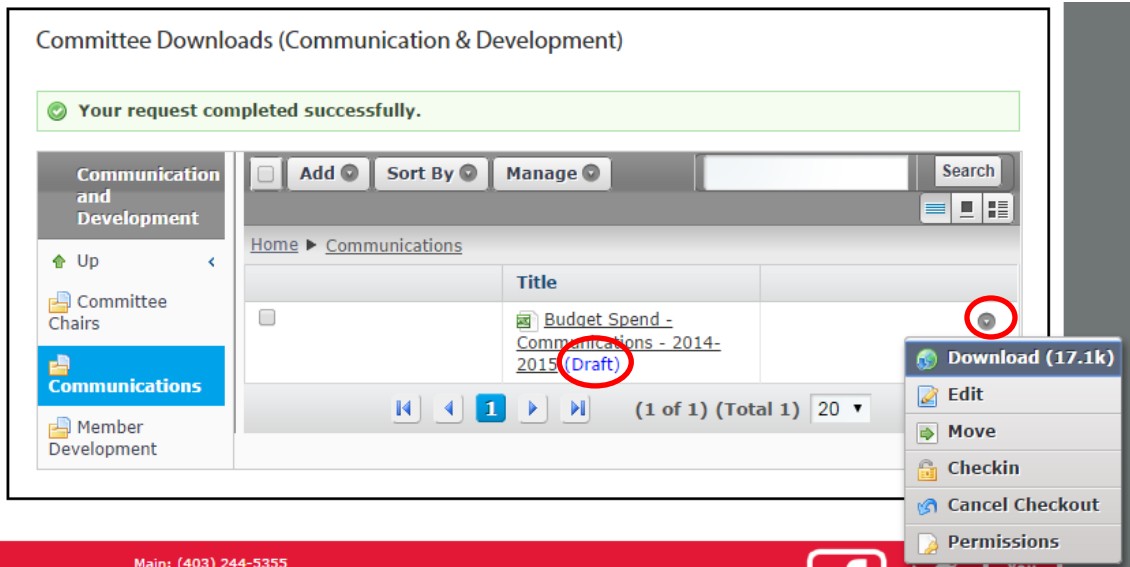 Committee Downloads (Communication & Development)
Your request completed successfully.
Communication
and
Development
Add
Sort By
Manage
Search
Home ▶ Communications
Up
Committee
Chairs
Communications
Member
Development
Title
Budget Spend -
Communications - 2014-
2015 (Draft)
1
(1 of 1) (Total 1) 20
Download (17.1k)
Edit
Move
Checkin
Cancel Checkout
Permissions
Main: (403) 244-5355